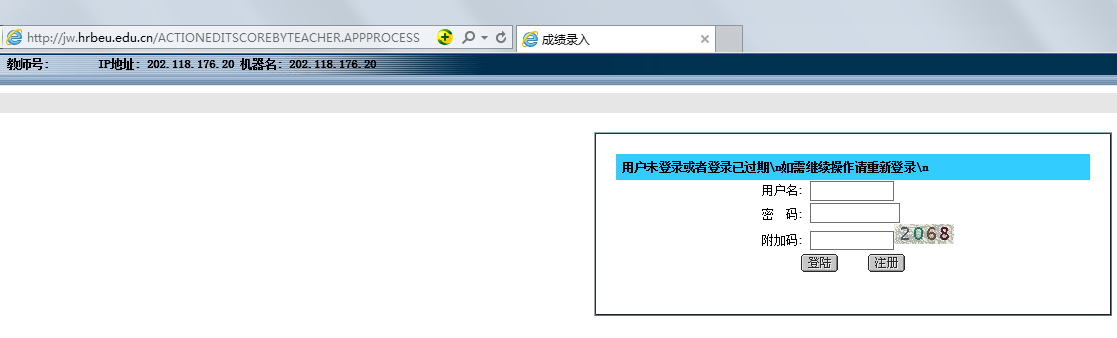 http://jw.hrbeu.edu.cn/ACTIONEDITSCOREBYTEACHER.APPPROCESS
成绩录入
教师号: IP地址: 202.118.176.20 机器名: 202.118.176.20
用户未登录或者登录已过期\n如需继续操作请重新登录\n
用户名:
密 码:
附加码: 2068
登陆 注册